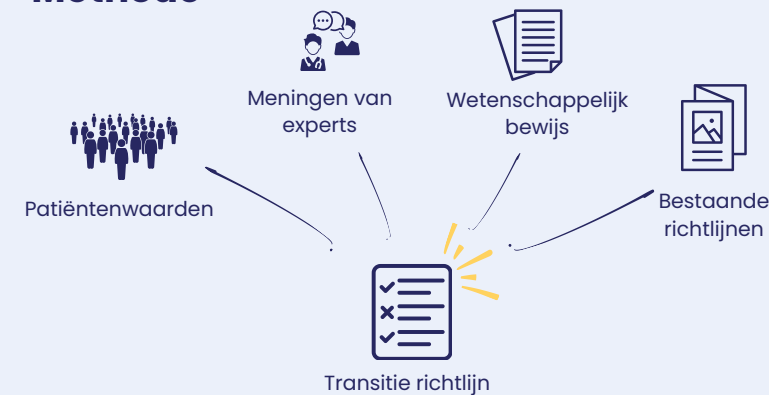 Methode
Meningen van
experts
Wetenschappelijk
bewijs
Patiëntenwaarden
Bestaande
richtlijnen
Transitie richtlijn